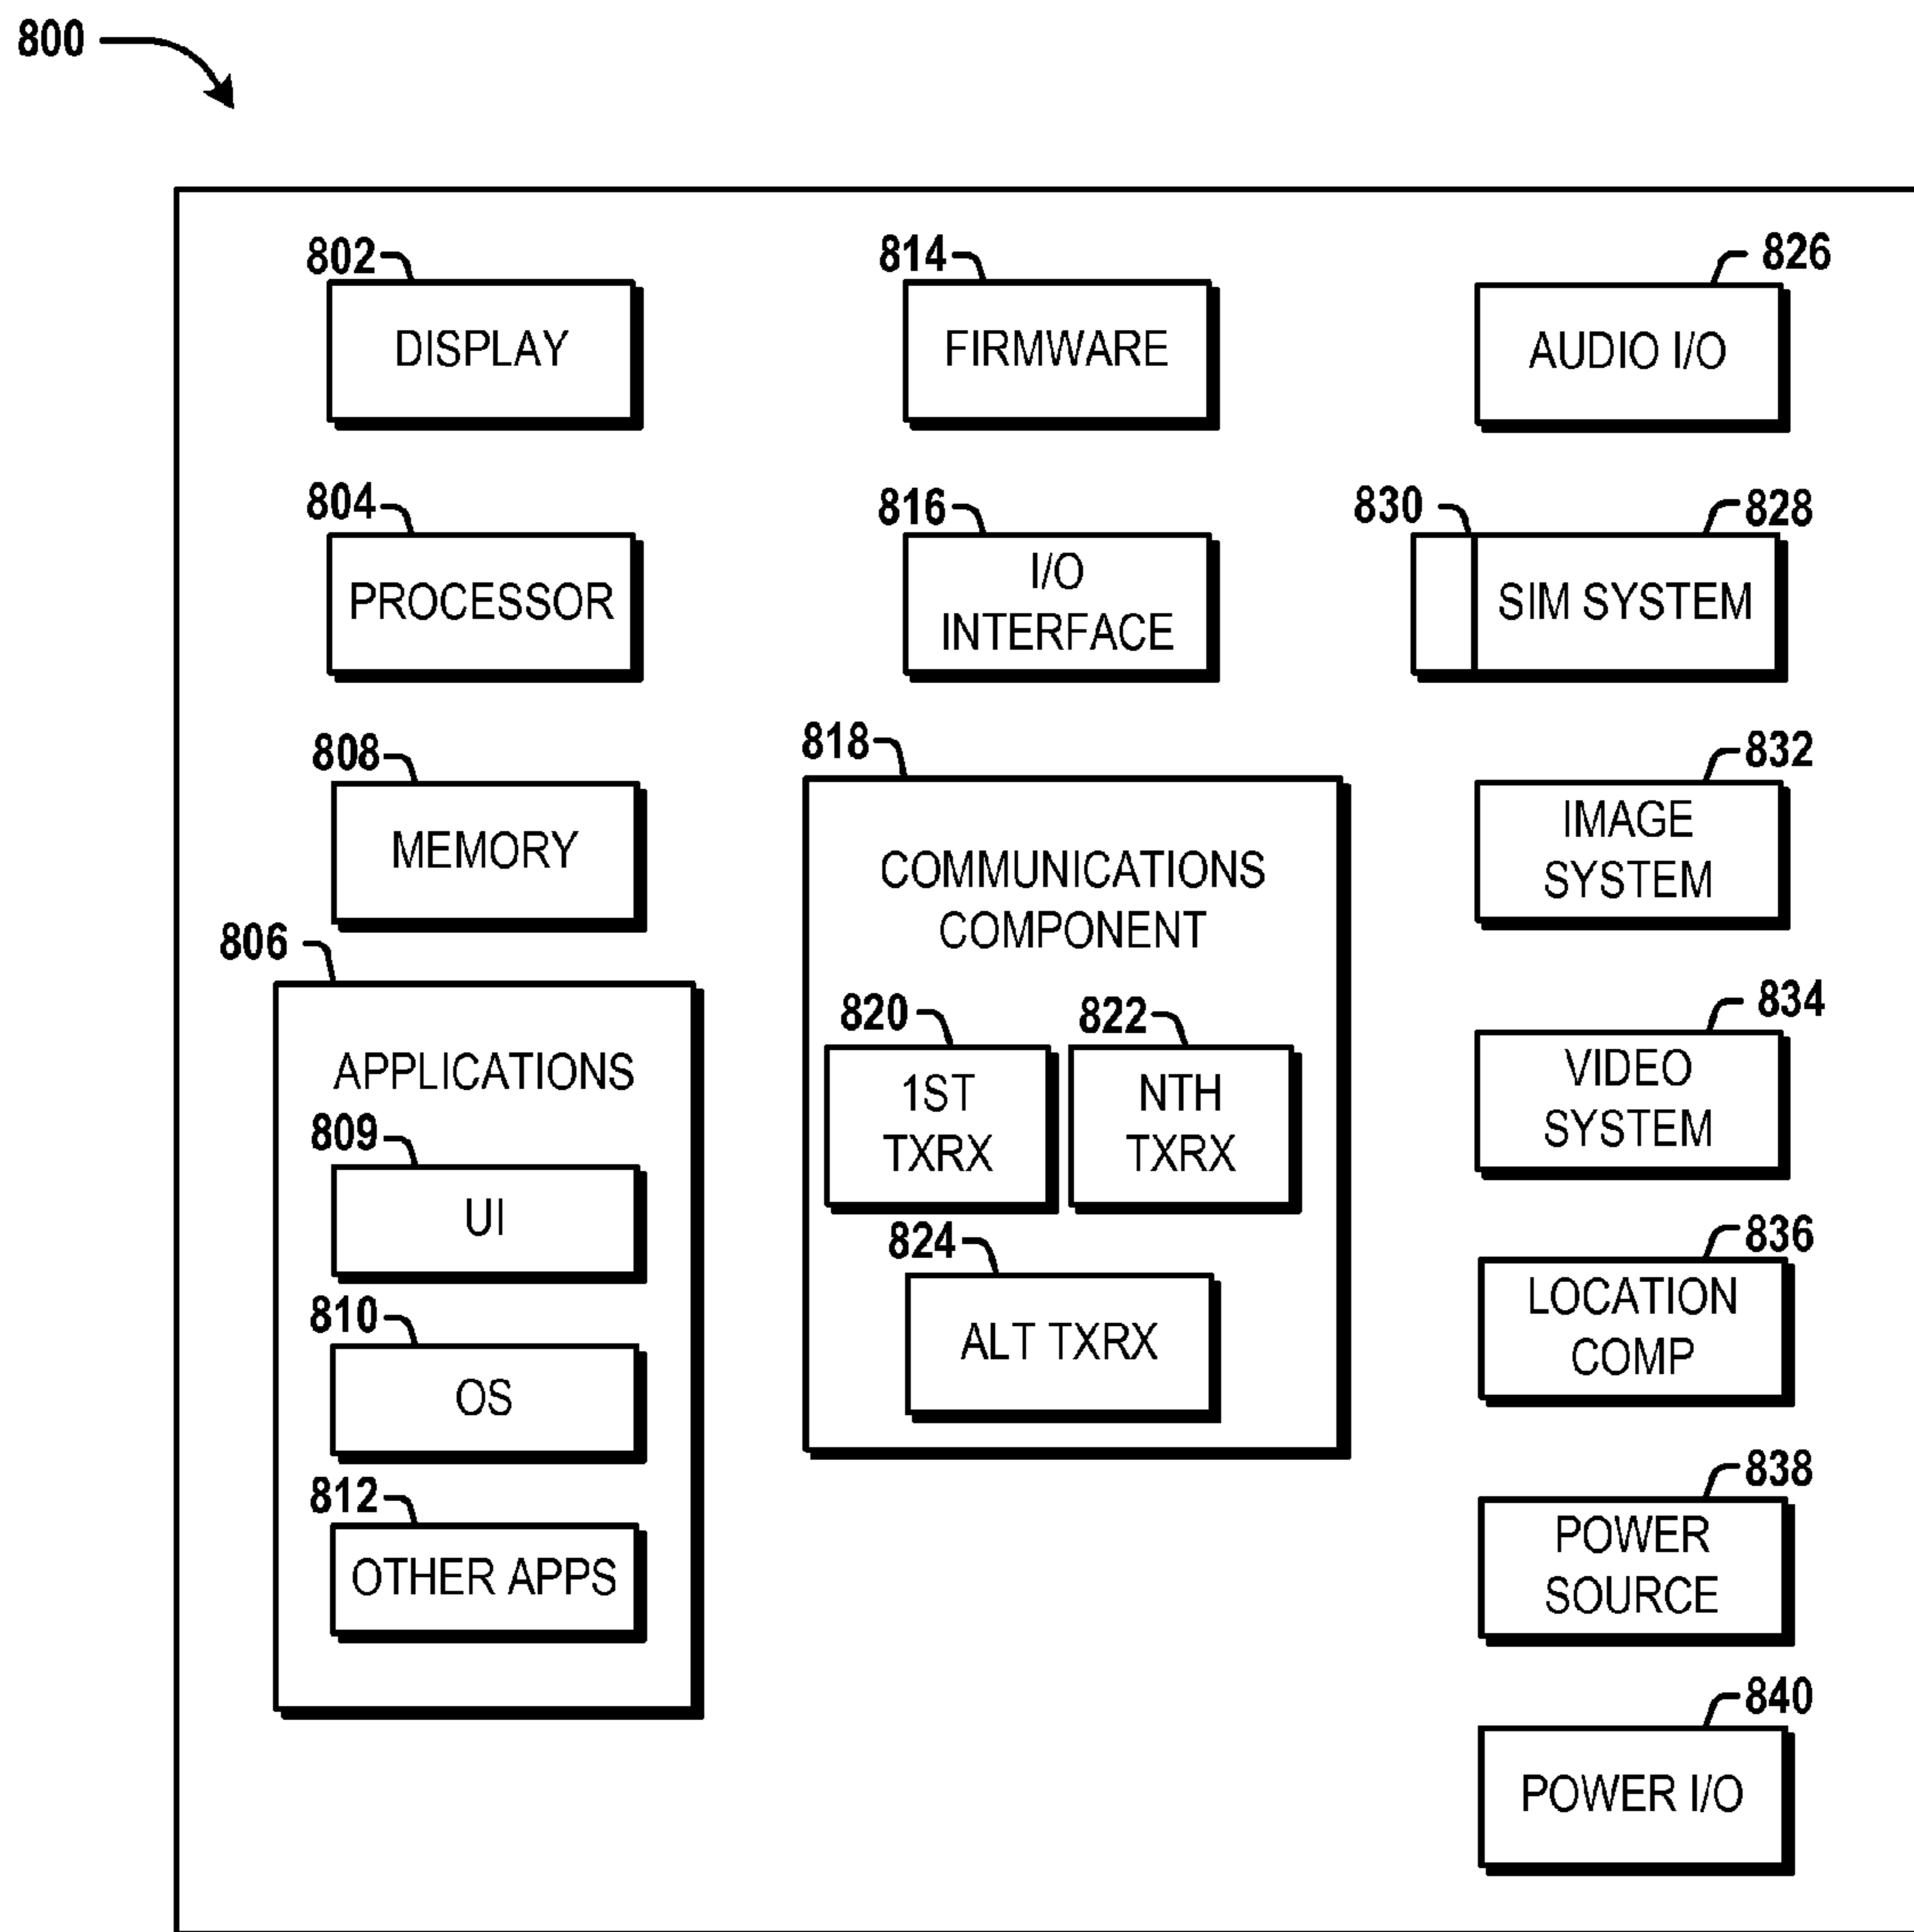 800
802
DISPLAY
804
PROCESSOR
808
MEMORY
806
APPLICATIONS
809
UI
810
OS
812
OTHER APPS
814
FIRMWARE
816
I/O
INTERFACE
818
COMMUNICATIONS
COMPONENT
820
1ST
TXRX
822
NTH
TXRX
824
ALT TXRX
826
AUDIO I/O
830
828
SIM SYSTEM
832
IMAGE
SYSTEM
834
VIDEO
SYSTEM
836
LOCATION
COMP
838
POWER
SOURCE
840
POWER I/O